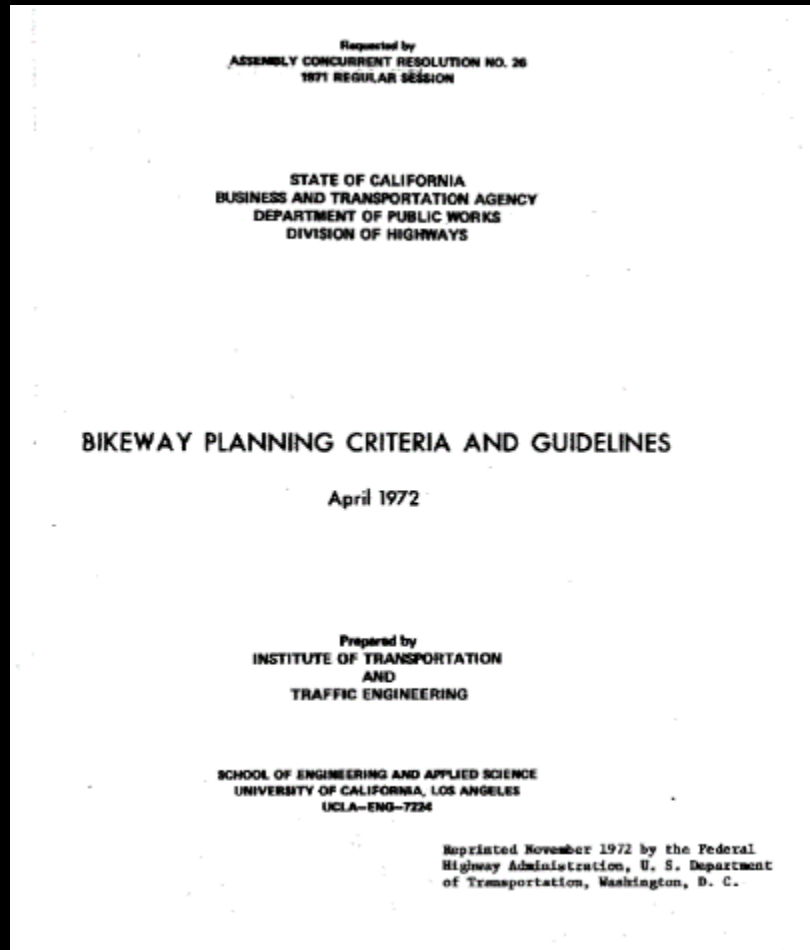 Requested by
ASSEMBLY CONCURRENT RESOLUTION NO. 26
1971 REGULAR SESSION
STATE OF CALIFORNIA
BUSINESS AND TRANSPORTATION AGENCY
DEPARTMENT OF PUBLIC WORKS
DIVISION OF HIGHWAYS
BIKEWAY PLANNING CRITERIA AND GUIDELINES
April 1972
Prepared by
INSTITUTE OF TRANSPORTATION
AND
TRAFFIC ENGINEERING
SCHOOL OF ENGINEERING AND APPLIED SCIENCE
UNIVERSITY OF CALIFORNIA, LOS ANGELES
UCLA-ENG-7224
Reprinted November 1972 by the Federal
Highway Administration, U. S. Department
of Transportation, Washington, D. C.